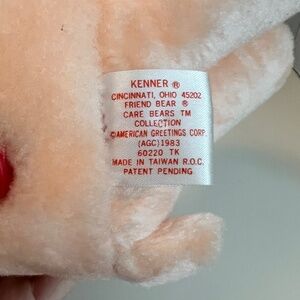 KENNER ®
CINCINNATI, OHIO 45202
FRIEND BEAR ®
CARE BEARS TM
COLLECTION
©AMERICAN GREETINGS CORP.
(AGC) 1983
60220 TK
MADE IN TAIWAN R.O.C.
PATENT PENDING